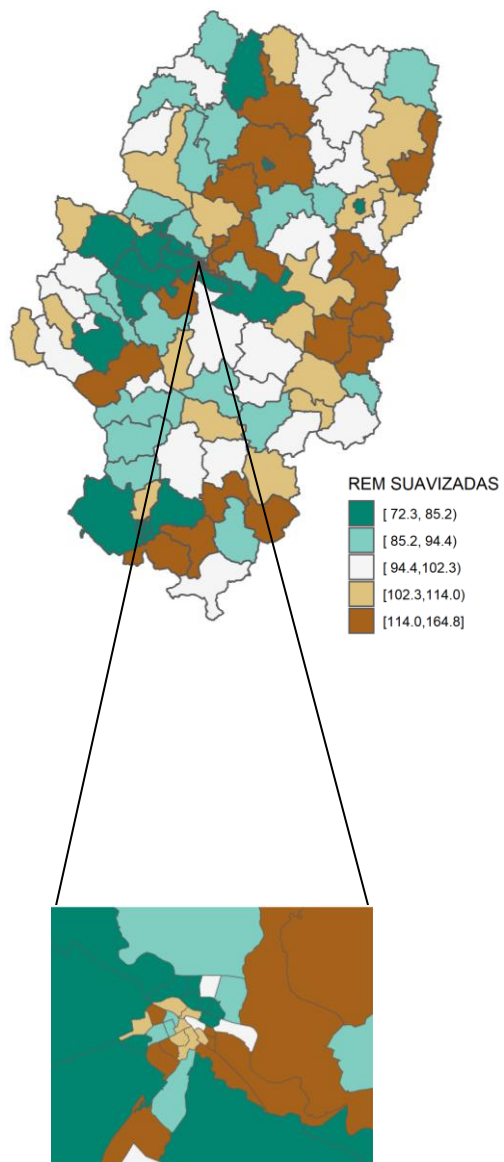 REM SUAVIZADAS
[ 72.3, 85.2)
[ 85.2, 94.4)
[ 94.4,102.3)
[102.3,114.0)
[114.0,164.8]